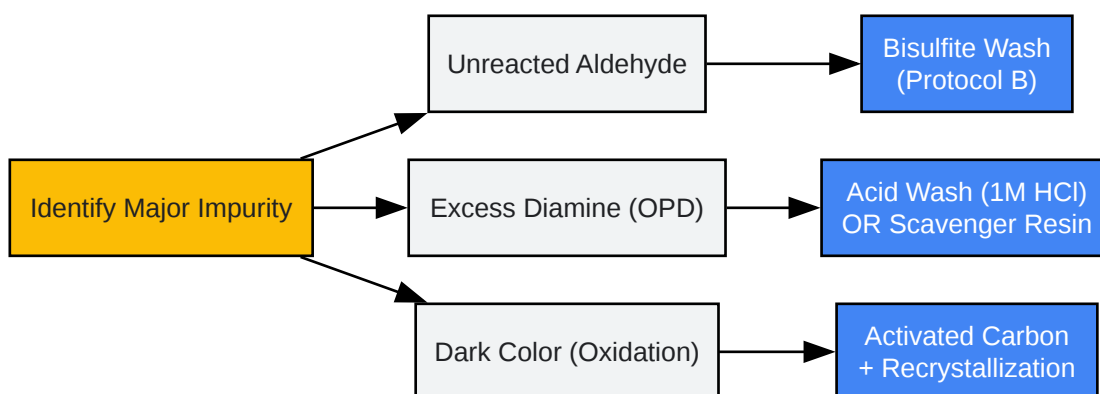 Identify Major Impurity
Unreacted Aldehyde
Bisulfite Wash
(Protocol B)
Excess Diamine (OPD)
Acid Wash (1M HCl)
OR Scavenger Resin
Dark Color (Oxidation)
Activated Carbon
+ Recrystallization